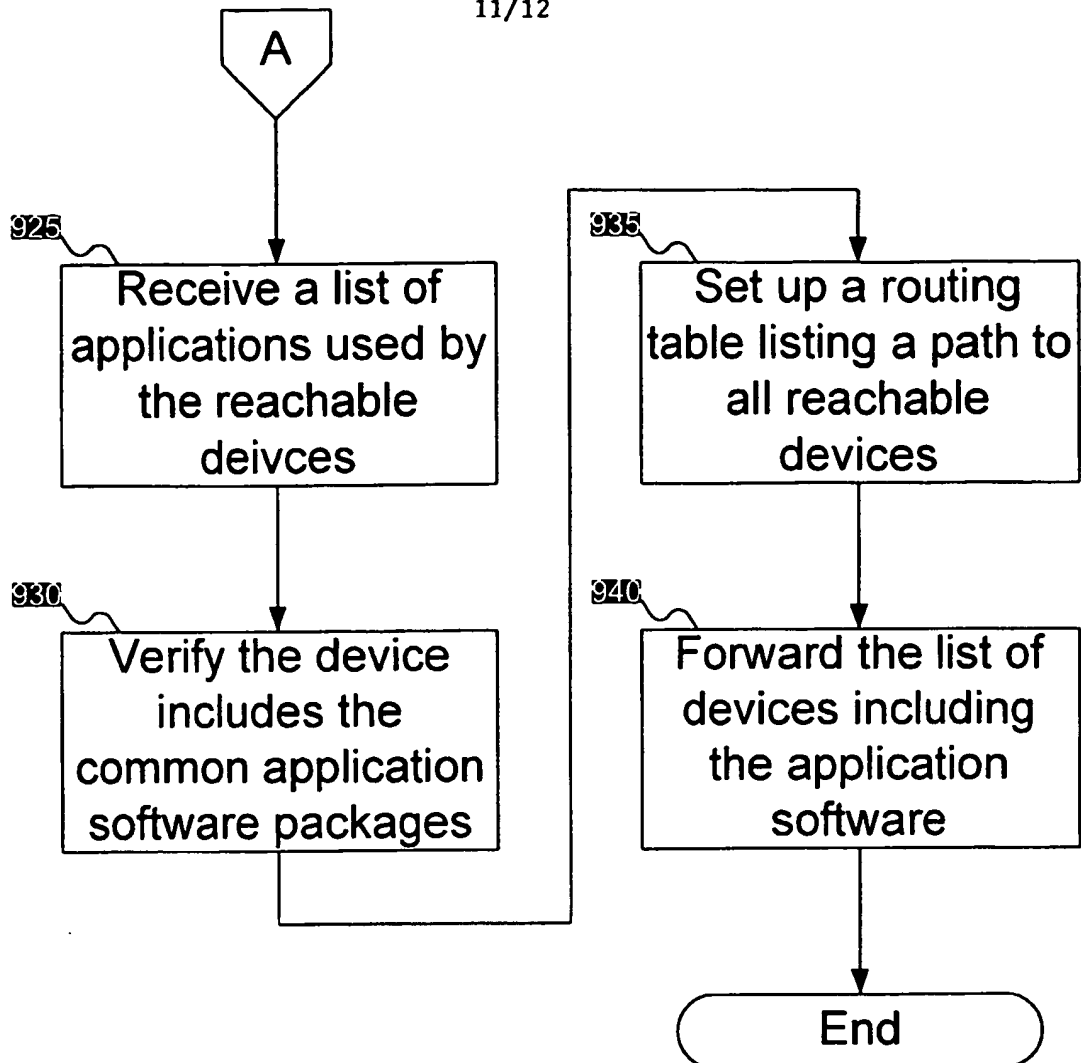 11/12
A
925
Receive a list of
applications used by
the reachable
deivces
930
Verify the device
includes the
common application
software packages
935
Set up a routing
table listing a path to
all reachable
devices
940
Forward the list of
devices including
the application
software
End